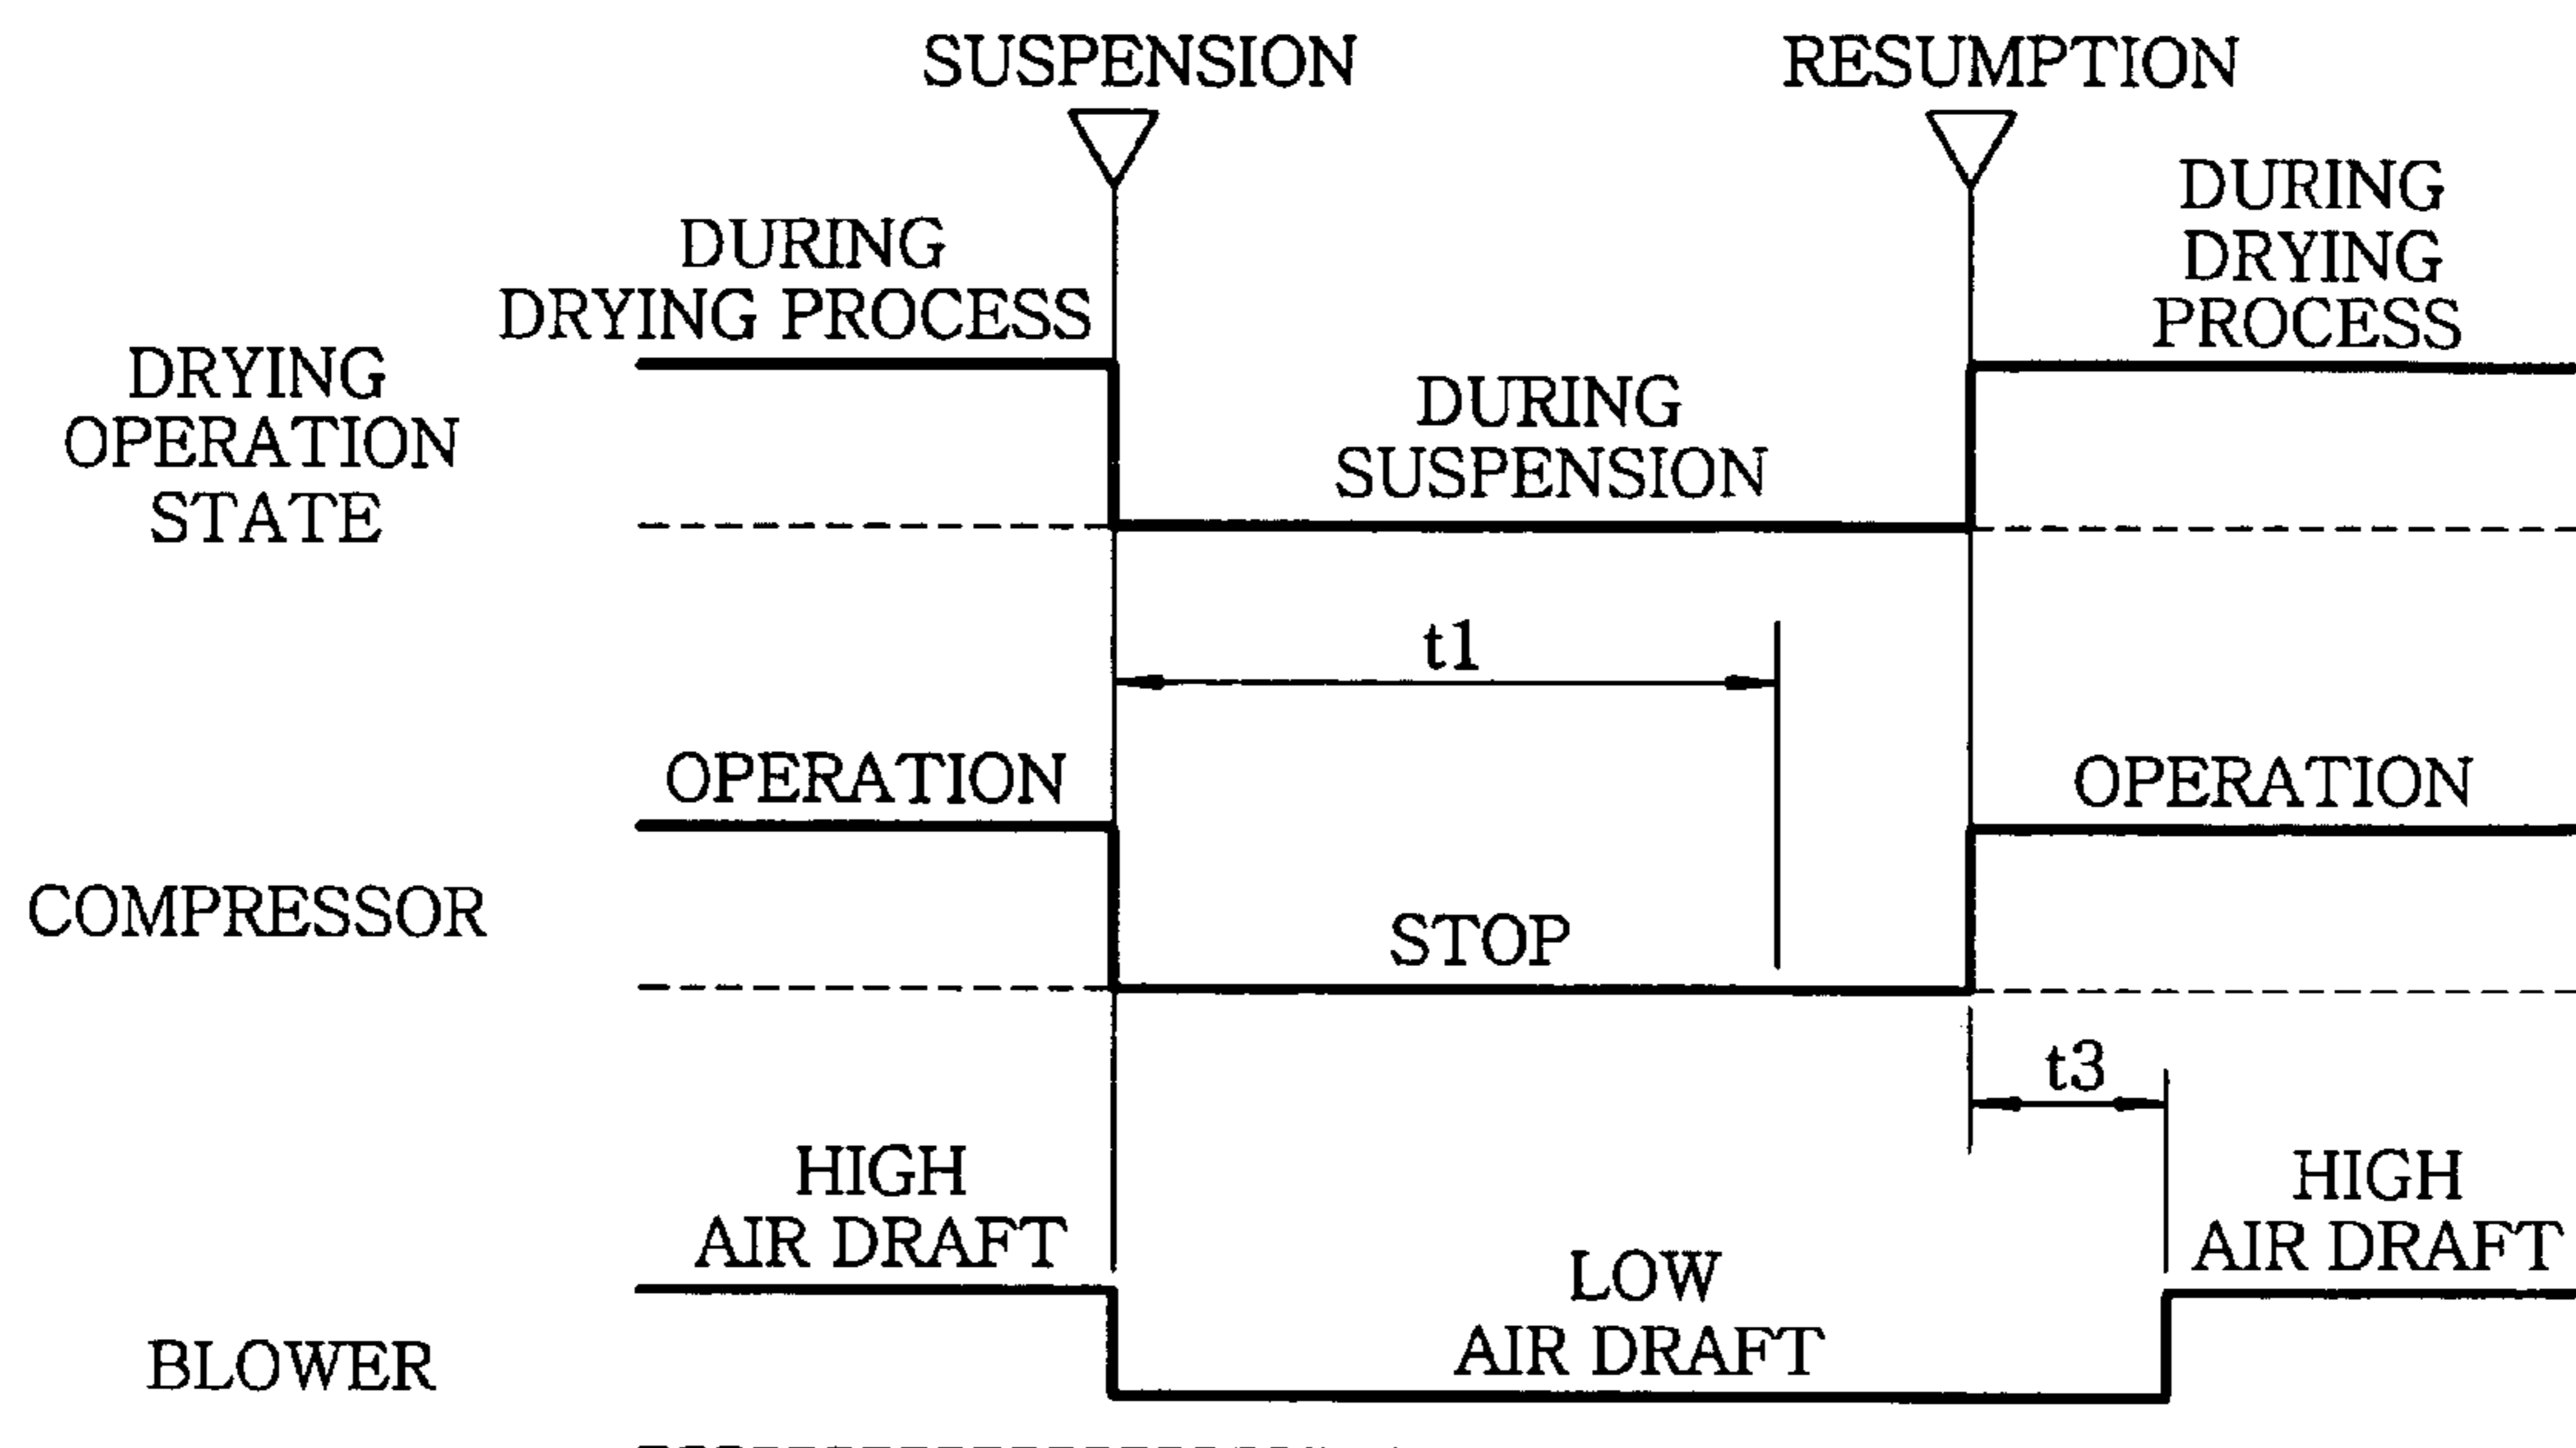 SUSPENSION
RESUMPTION
DURING
DRYING PROCESS
DURING
DRYING
PROCESS
DRYING
OPERATION
STATE
DURING
SUSPENSION
t1
OPERATION
OPERATION
COMPRESSOR
STOP
t3
HIGH
AIR DRAFT
HIGH
AIR DRAFT
LOW
AIR DRAFT
BLOWER